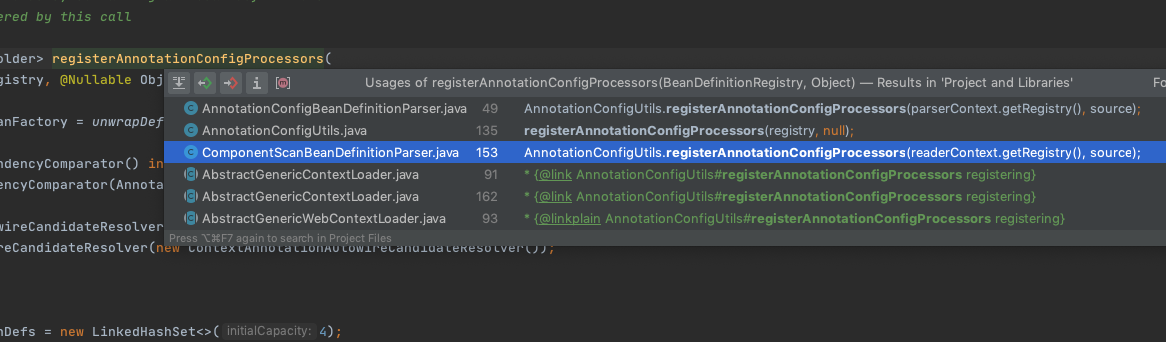 ered by this call
older> registerAnnotationConfigProcessors(
gistry, @Nullable Obj
Usages of registerAnnotationConfigProcessors(BeanDefinitionRegistry, Object) — Results in 'Project and Libraries'
Fo
AnnotationConfigBeanDefinitionParser.java 49 AnnotationConfigUtils.registerAnnotationConfigProcessors(parserContext.getRegistry(), source);
anFactory = unwrapDef
AnnotationConfigUtils.java 135 registerAnnotationConfigProcessors(registry, null);
ComponentScanBeanDefinitionParser.java 153 AnnotationConfigUtils.registerAnnotationConfigProcessors(readerContext.getRegistry(), source);
ndencyComparator() in
AbstractGenericContextLoader.java 91 * {@link AnnotationConfigUtils#registerAnnotationConfigProcessors registering}
encyComparator(Annota
AbstractGenericContextLoader.java 162 * {@link AnnotationConfigUtils#registerAnnotationConfigProcessors registering}
AbstractGenericWebContextLoader.java 93 * {@linkplain AnnotationConfigUtils#registerAnnotationConfigProcessors registering}
wireCandidateResolver
Press ⌥⌘F7 again to search in Project Files
reCandidateResolver(new ContextAnnotationAutowireCandidateResolver());
nDefs = new LinkedHashSet<>( initialCapacity: 4);